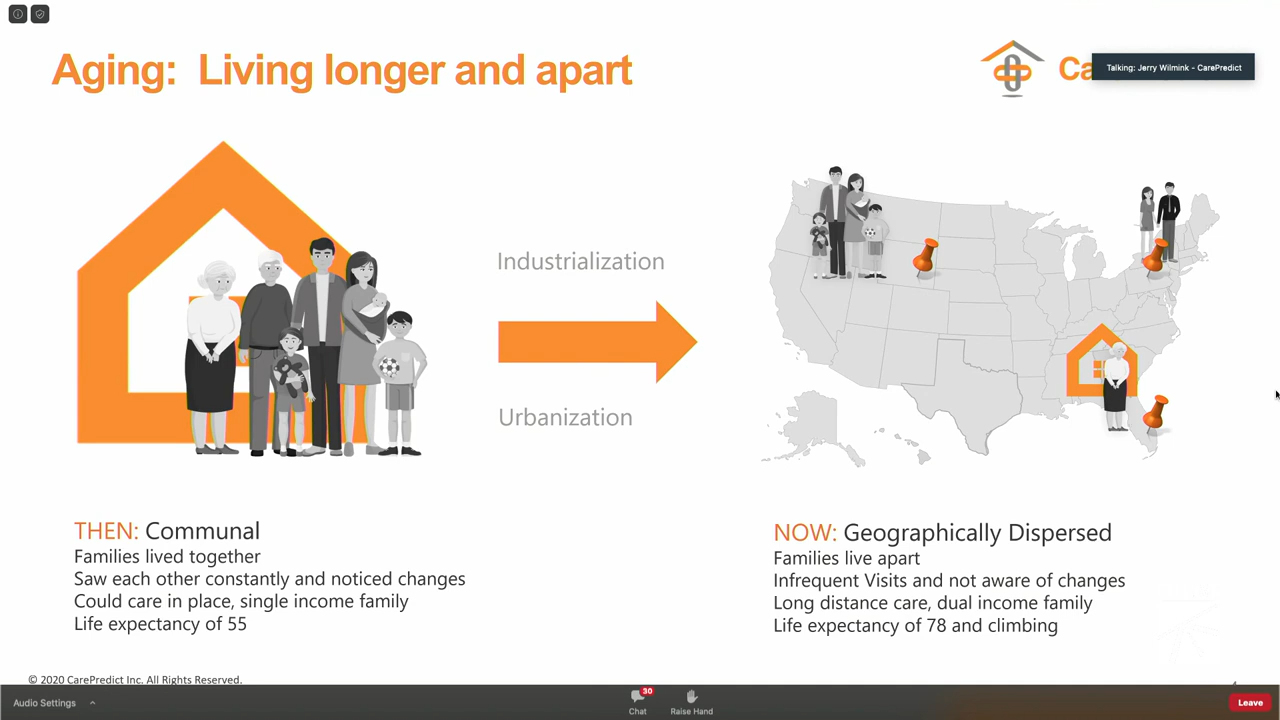 Aging: Living longer and apart
Ca
Talking: Jerry Wilmink - CarePredict
Industrialization
Urbanization
THEN: Communal
Families lived together
Saw each other constantly and noticed changes
Could care in place, single income family
Life expectancy of 55
NOW: Geographically Dispersed
Families live apart
Infrequent Visits and not aware of changes
Long distance care, dual income family
Life expectancy of 78 and climbing
© 2020 CarePredict Inc. All Rights Reserved.
Audio Settings
30
Chat
Raise Hand
Leave